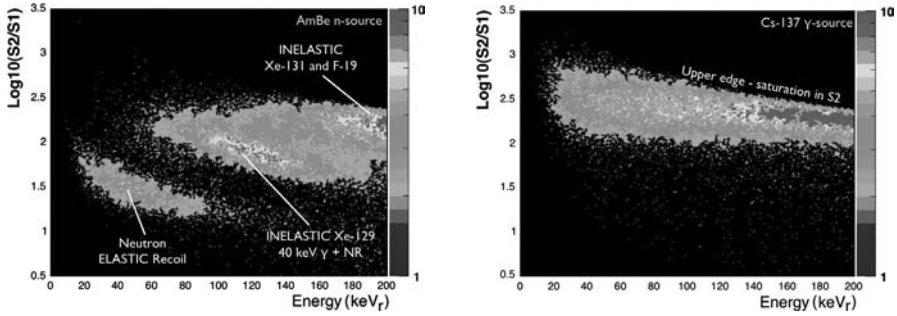 AmBe n-source
Log10(S2/S1)
3.5
3
2.5
2
1.5
1
0.5
INELASTIC
Xe-131 and F-19
Neutron
ELASTIC Recoil
INELASTIC Xe-129
40 keV γ + NR
0 20 40 60 80 100 120 140 160 180 200
Energy (keVr)
10
1
Cs-137 γ-source
Log10(S2/S1)
3.5
3
2.5
2
1.5
1
0.5
Upper edge - saturation in S2
0 20 40 60 80 100 120 140 160 180 200
Energy (keVr)
10
1